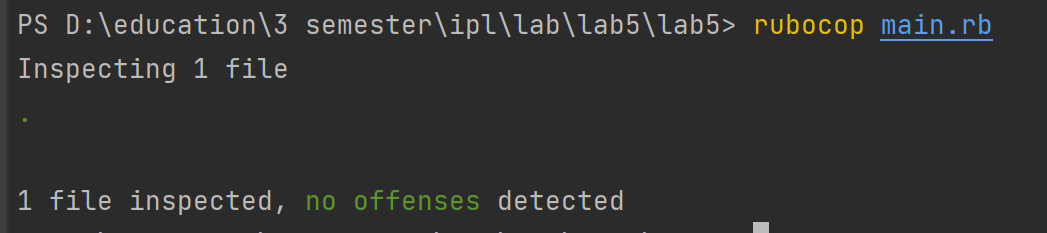 PS D:\education\3 semester\ipl\lab\lab5\lab5> rubocop main.rb
Inspecting 1 file
.
1 file inspected, no offenses detected